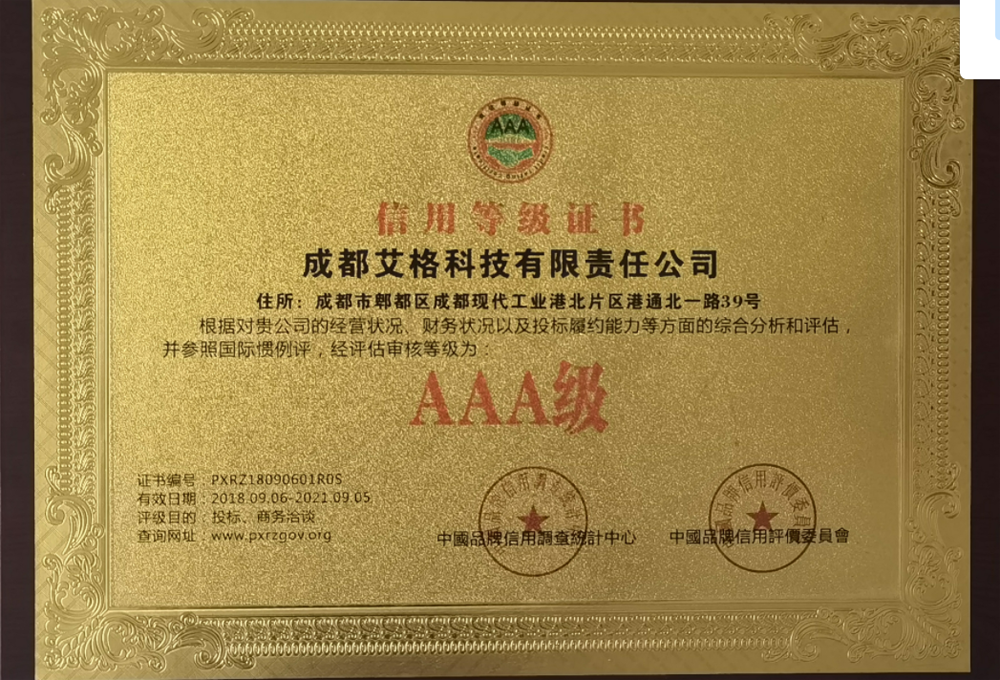 AAA
信用等级证书
成都艾格科技有限责任公司
住所：成都市郫都区成都现代工业港北片区港通北一路39号
根据对贵公司的经营状况、财务状况以及投标履约能力等方面的综合分析和评估，
并参照国际惯例评，经评估审核等级为：
AAA级
证书编号：PXRZ18090601R0S
有效日期：2018.09.06-2021.09.05
评级目的：投标、商务洽谈
查询网址：www.pxrzgov.org
中國品牌信用調查統計中心
中國品牌信用評價委員會